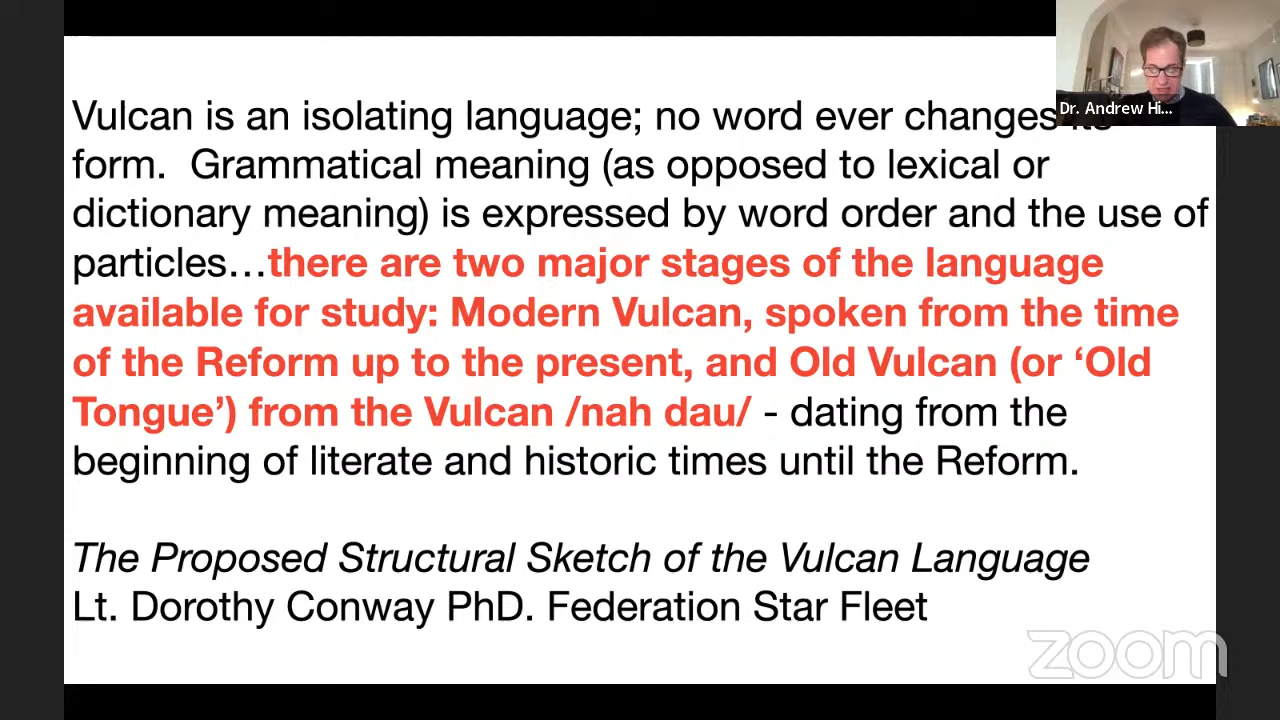 Vulcan is an isolating language; no word ever changes its
form. Grammatical meaning (as opposed to lexical or
dictionary meaning) is expressed by word order and the use of
particles…there are two major stages of the language
available for study: Modern Vulcan, spoken from the time
of the Reform up to the present, and Old Vulcan (or ‘Old
Tongue’) from the Vulcan /nah dau/ - dating from the
beginning of literate and historic times until the Reform.
The Proposed Structural Sketch of the Vulcan Language
Lt. Dorothy Conway PhD. Federation Star Fleet
Dr. Andrew Hi...
zoom